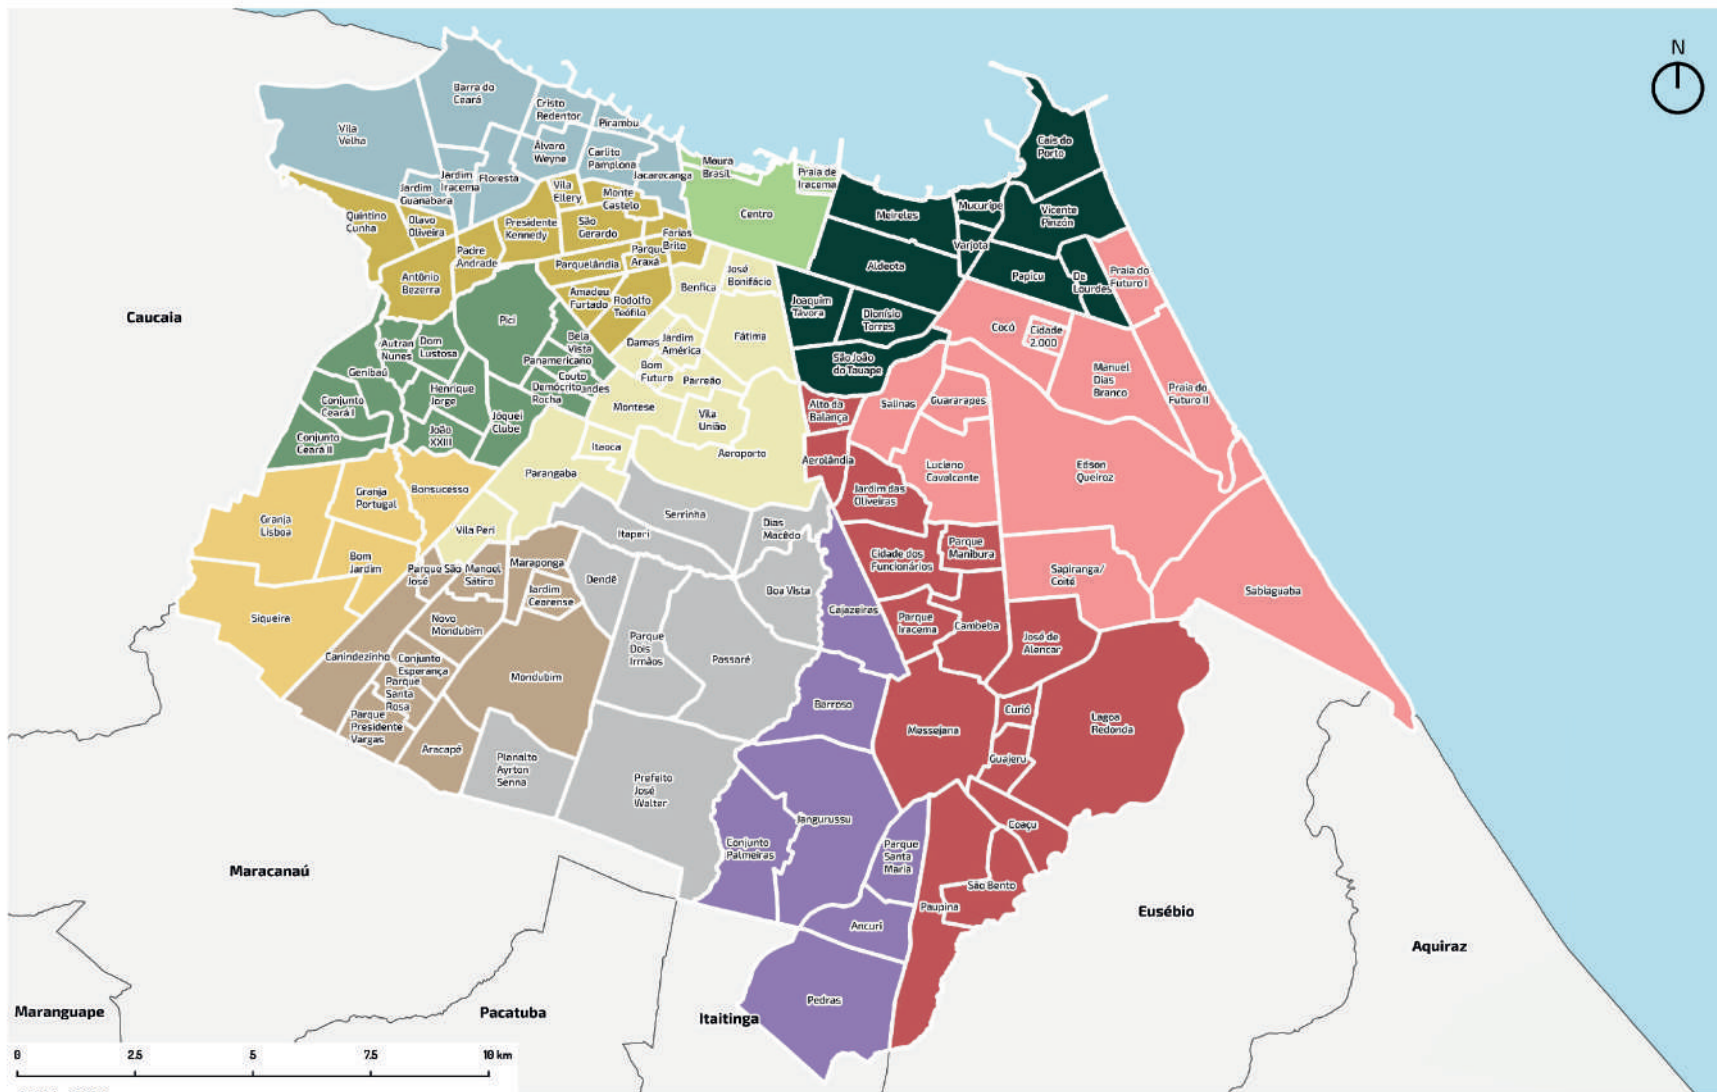 N
Barra do
Ceará
Cristo
Redentor
Pirambu
Vila
Velha
Álvaro
Weyne
Carlito
Pamplona
Jacarecanga
Jardim
Iracema
Floresta
Jardim
Guanabara
Moura
Brasil
Praia de
Iracema
Centro
Cais do
Porto
Meireles
Mucuripe
Vicente
Pinzón
Varjota
Aldeota
Papicu
De
Lourdes
Praia do
Futuro I
Quintino
Cunha
Olavo
Oliveira
Padre
Andrade
Antônio
Bezerra
Presidente
Kennedy
Vila
Ellery
Monte
Castelo
São
Gerardo
Farias
Brito
Parque
Araxá
Parquelândia
Amadeu
Furtado
Rodolfo
Teófilo
Benfica
José
Bonifácio
Joaquim
Távora
Dionísio
Torres
São João
do Tauape
Cocó
Cidade
2.000
Manuel
Dias
Branco
Praia do
Futuro II
Caucaia
Pici
Bela
Vista
Panamericano
Couto
Fernandes
Demócrito
Rocha
Autran
Nunes
Dom
Lustosa
Genibaú
Henrique
Jorge
Conjunto
Ceará I
Conjunto
Ceará II
João
XXIII
Jóquei
Clube
Damas
Jardim
América
Fátima
Bom
Futuro
Parreão
Montese
Vila
União
Itaoca
Aeroporto
Parangaba
Vila Peri
Alto da
Balança
Aerolândia
Salinas
Guararapes
Luciano
Cavalcante
Edson
Queiroz
Jardim das
Oliveiras
Granja
Portugal
Bonsucesso
Granja
Lisboa
Bom
Jardim
Siqueira
Serrinha
Itaperi
Dias
Macêdo
Dendê
Boa Vista
Parque
Dois
Irmãos
Passaré
Cidade dos
Funcionários
Parque
Manibura
Sapiranga/
Coité
Sabiaguaba
Parque São
José
Manoel
Sátiro
Maraponga
Jardim
Cearense
Novo
Mondubim
Canindezinho
Conjunto
Esperança
Parque
Santa
Rosa
Parque
Presidente
Vargas
Mondubim
Aracapé
Planalto
Ayrton
Senna
Prefeito
José
Walter
Cajazeiras
Parque
Iracema
Cambeba
José de
Alencar
Barroso
Messejana
Curió
Guajeru
Lagoa
Redonda
Jangurussu
Conjunto
Palmeiras
Parque
Santa
Maria
Ancuri
Pedras
Coaçu
São Bento
Paupina
Maracanaú
Eusébio
Aquiraz
Maranguape
Pacatuba
Itaitinga
0 2.5 5 7.5 10 km